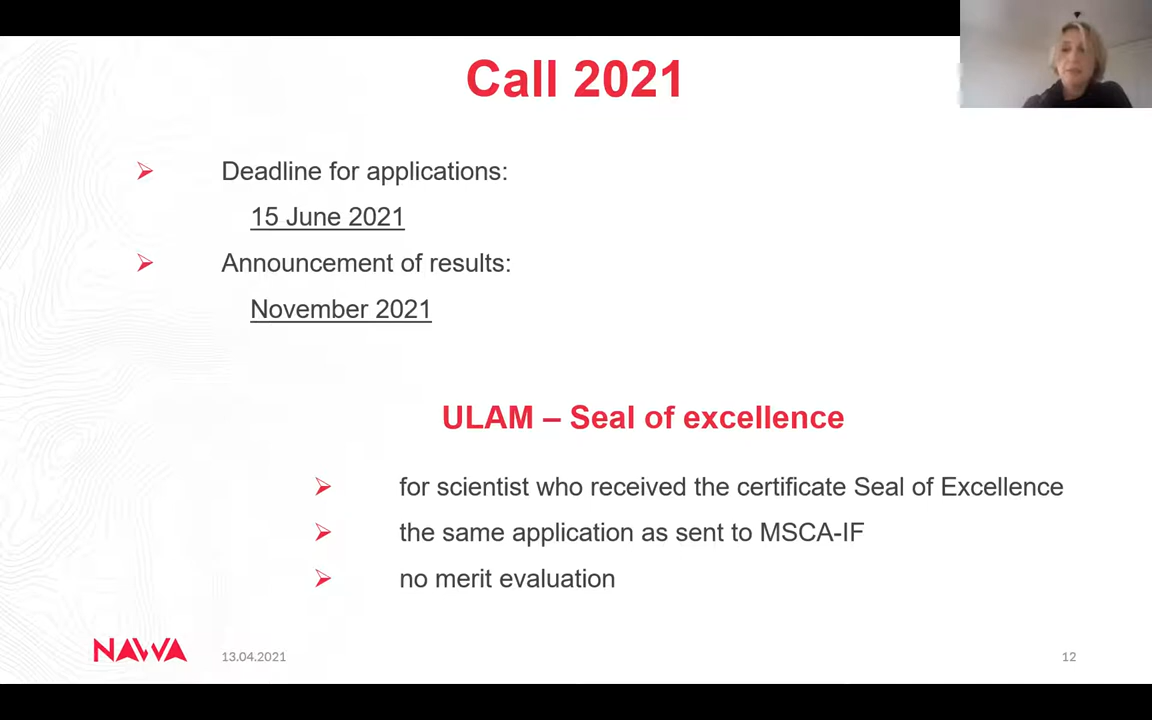 Call 2021
Deadline for applications:
15 June 2021
Announcement of results:
November 2021
ULAM – Seal of excellence
for scientist who received the certificate Seal of Excellence
the same application as sent to MSCA-IF
no merit evaluation
NAWA
13.04.2021
12